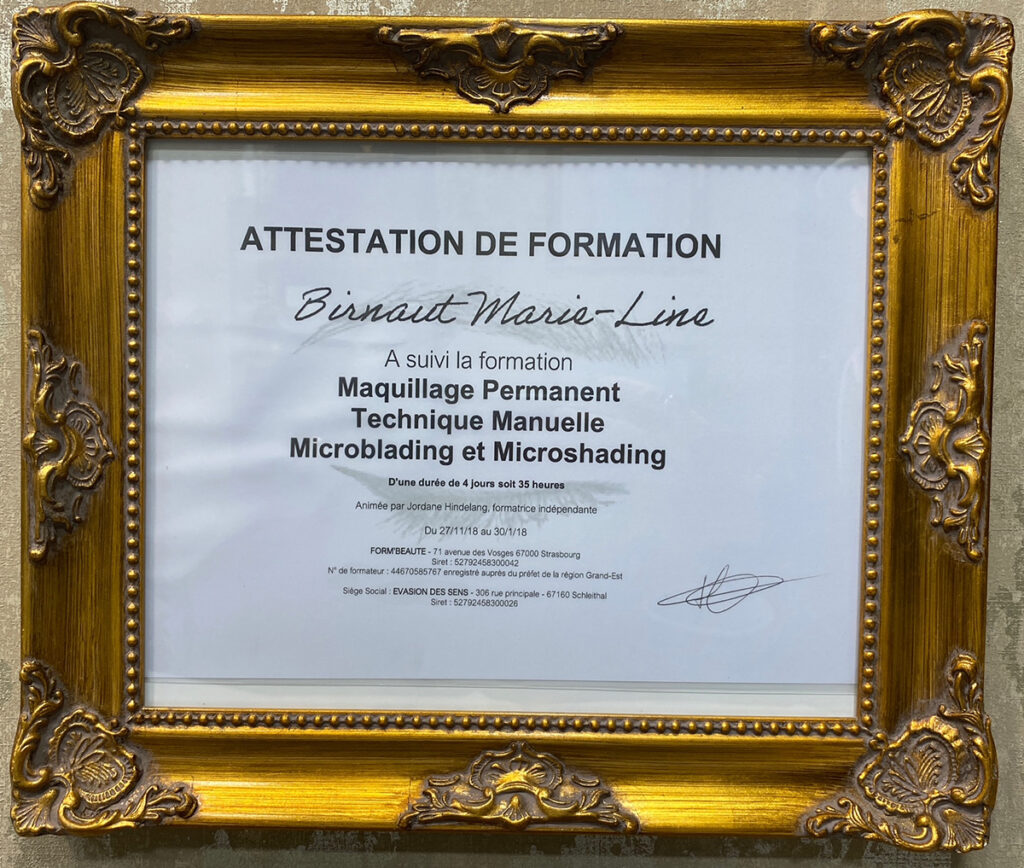 ATTESTATION DE FORMATION
Birnaut Marie-Line
A suivi la formation
Maquillage Permanent
Technique Manuelle
Microblading et Microshading
D'une durée de 4 jours soit 35 heures
Animée par Jordane Hindelang, formatrice indépendante
Du 27/11/18 au 30/1/18
FORM'BEAUTE - 71 avenue des Vosges 67000 Strasbourg
Siret : 52792458300042
N° de formateur : 44670585767 enregistré auprés du préfet de la région Grand-Est
Siége Social : EVASION DES SENS - 306 rue principale - 67160 Schleithal
Siret : 52792458300026